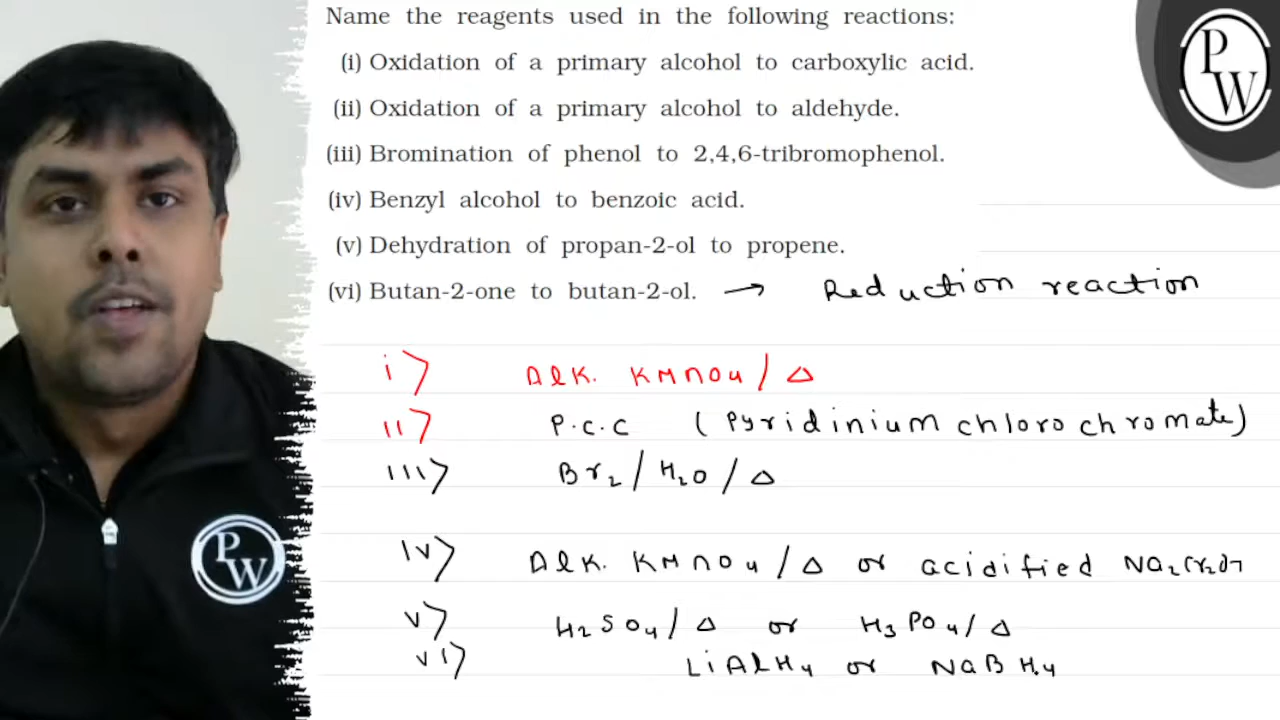 Name the reagents used in the following reactions:
(i) Oxidation of a primary alcohol to carboxylic acid.
(ii) Oxidation of a primary alcohol to aldehyde.
(iii) Bromination of phenol to 2,4,6-tribromophenol.
(iv) Benzyl alcohol to benzoic acid.
(v) Dehydration of propan-2-ol to propene.
(vi) Butan-2-one to butan-2-ol. → Reduction reaction
i> Alk. KMnO4 / Δ
ii> P.C.C (Pyridinium chlorochromate)
iii> Br2 / H2O / Δ
iv> Alk. KMnO4 / Δ or acidified Na2Cr2O7
v> H2SO4 / Δ or H3PO4 / Δ
vi> LiAlH4 or NaBH4
PW
PW